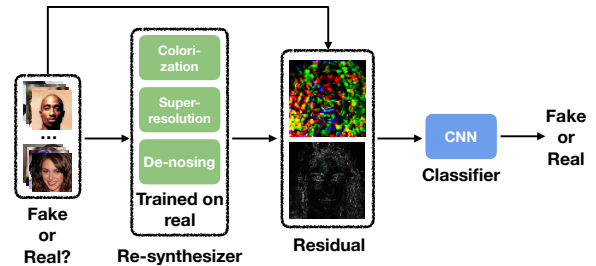 Colori-
zation
Super-
resolution
De-nosing
Trained on
real
Re-synthesizer
...
Fake
or
Real?
Residual
CNN
Classifier
Fake
or
Real